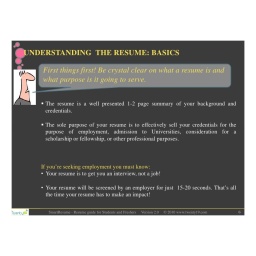 UNDERSTANDING THE RESUME: BASICS
First things first! Be crystal clear on what a resume is and
what purpose is it going to serve.
• The resume is a well presented 1-2 page summary of your background and
credentials.
• The sole purpose of your resume is to effectively sell your credentials for the
purpose of employment, admission to Universities, consideration for a
scholarship or fellowship, or other professional purposes.
If you're seeking employment you must know:
• Your resume is to get you an interview, not a job!
• Your resume will be screened by an employer for just 15-20 seconds. That's all
the time your resume has to make an impact!